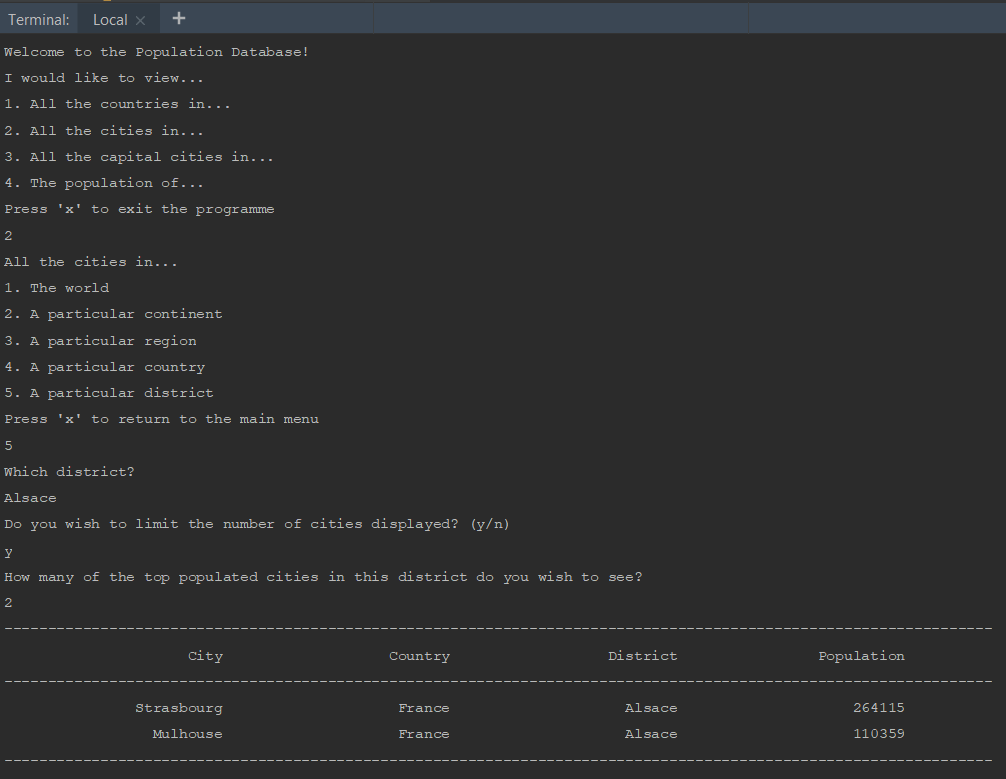 Terminal: Local × +
Welcome to the Population Database!
I would like to view...
1. All the countries in...
2. All the cities in...
3. All the capital cities in...
4. The population of...
Press 'x' to exit the programme
2
All the cities in...
1. The world
2. A particular continent
3. A particular region
4. A particular country
5. A particular district
Press 'x' to return to the main menu
5
Which district?
Alsace
Do you wish to limit the number of cities displayed? (y/n)
y
How many of the top populated cities in this district do you wish to see?
2
City Country District Population
Strasbourg France Alsace 264115
Mulhouse France Alsace 110359